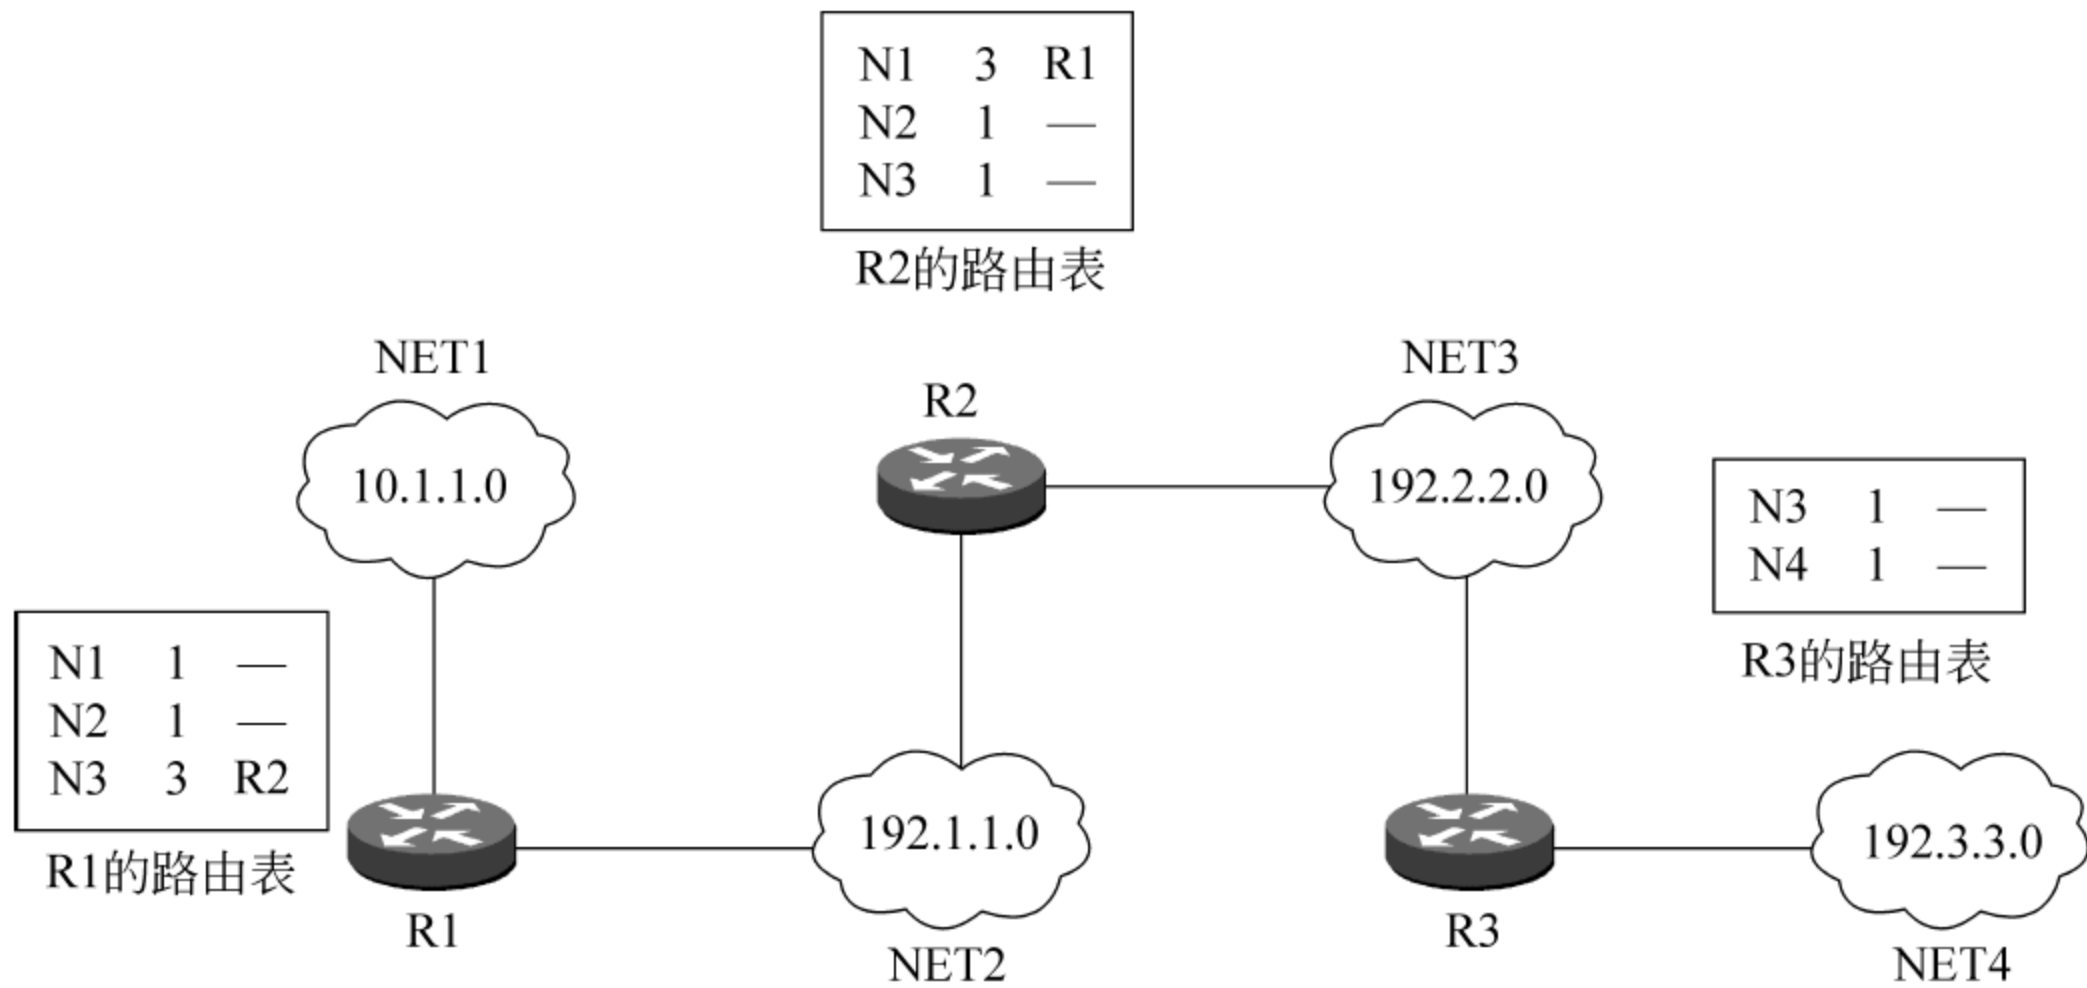 N1 3 R1
N2 1 —
N3 1 —
R2的路由表
NET1
R2
NET3
10.1.1.0
192.2.2.0
N3 1 —
N4 1 —
R3的路由表
N1 1 —
N2 1 —
N3 3 R2
R1的路由表
R1
192.1.1.0
NET2
R3
192.3.3.0
NET4